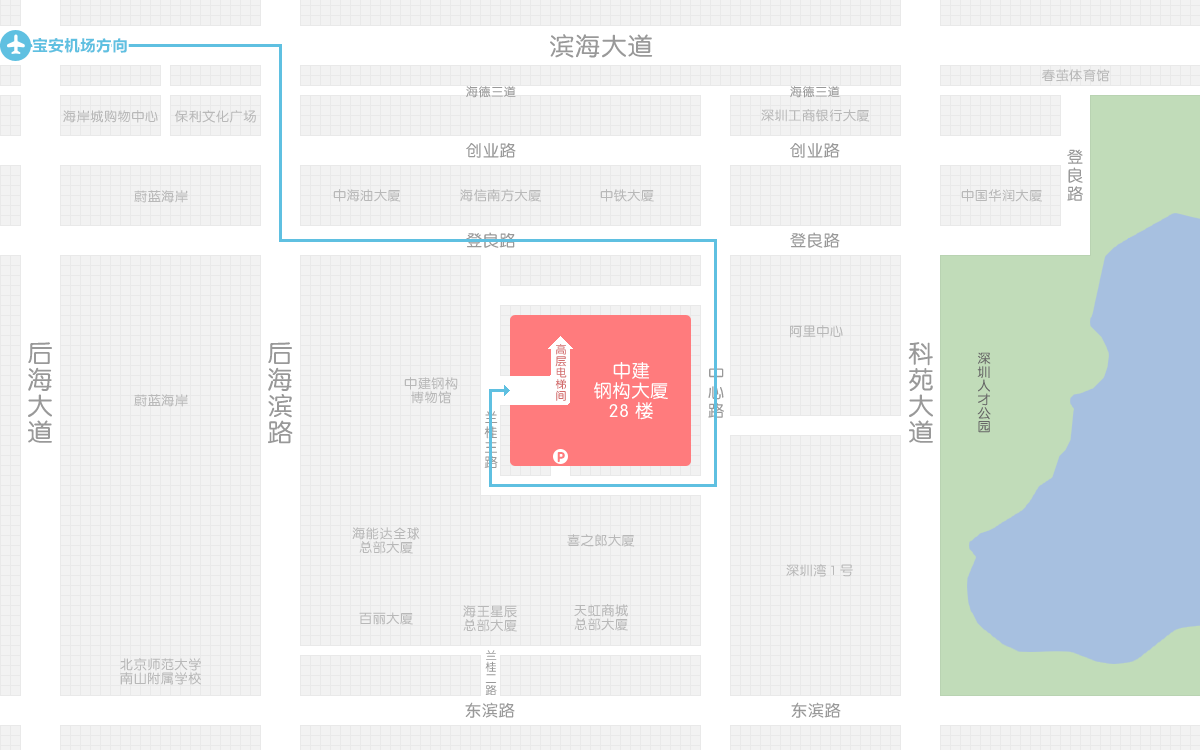 宝安机场方向
滨海大道
春茧体育馆
海德三道
海德三道
海岸城购物中心
保利文化广场
深圳工商银行大厦
创业路
创业路
登良路
蔚蓝海岸
中海油大厦
海信南方大厦
中铁大厦
中国华润大厦
登良路
登良路
后海大道
后海滨路
科苑大道
阿里中心
高层电梯间
中建
钢构大厦
28 楼
中心路
深圳人才公园
中建钢构
博物馆
蔚蓝海岸
兰桂三路
P
海能达全球
总部大厦
喜之郎大厦
深圳湾1号
百丽大厦
海王星辰
总部大厦
天虹商城
总部大厦
北京师范大学
南山附属学校
兰桂二路
东滨路
东滨路